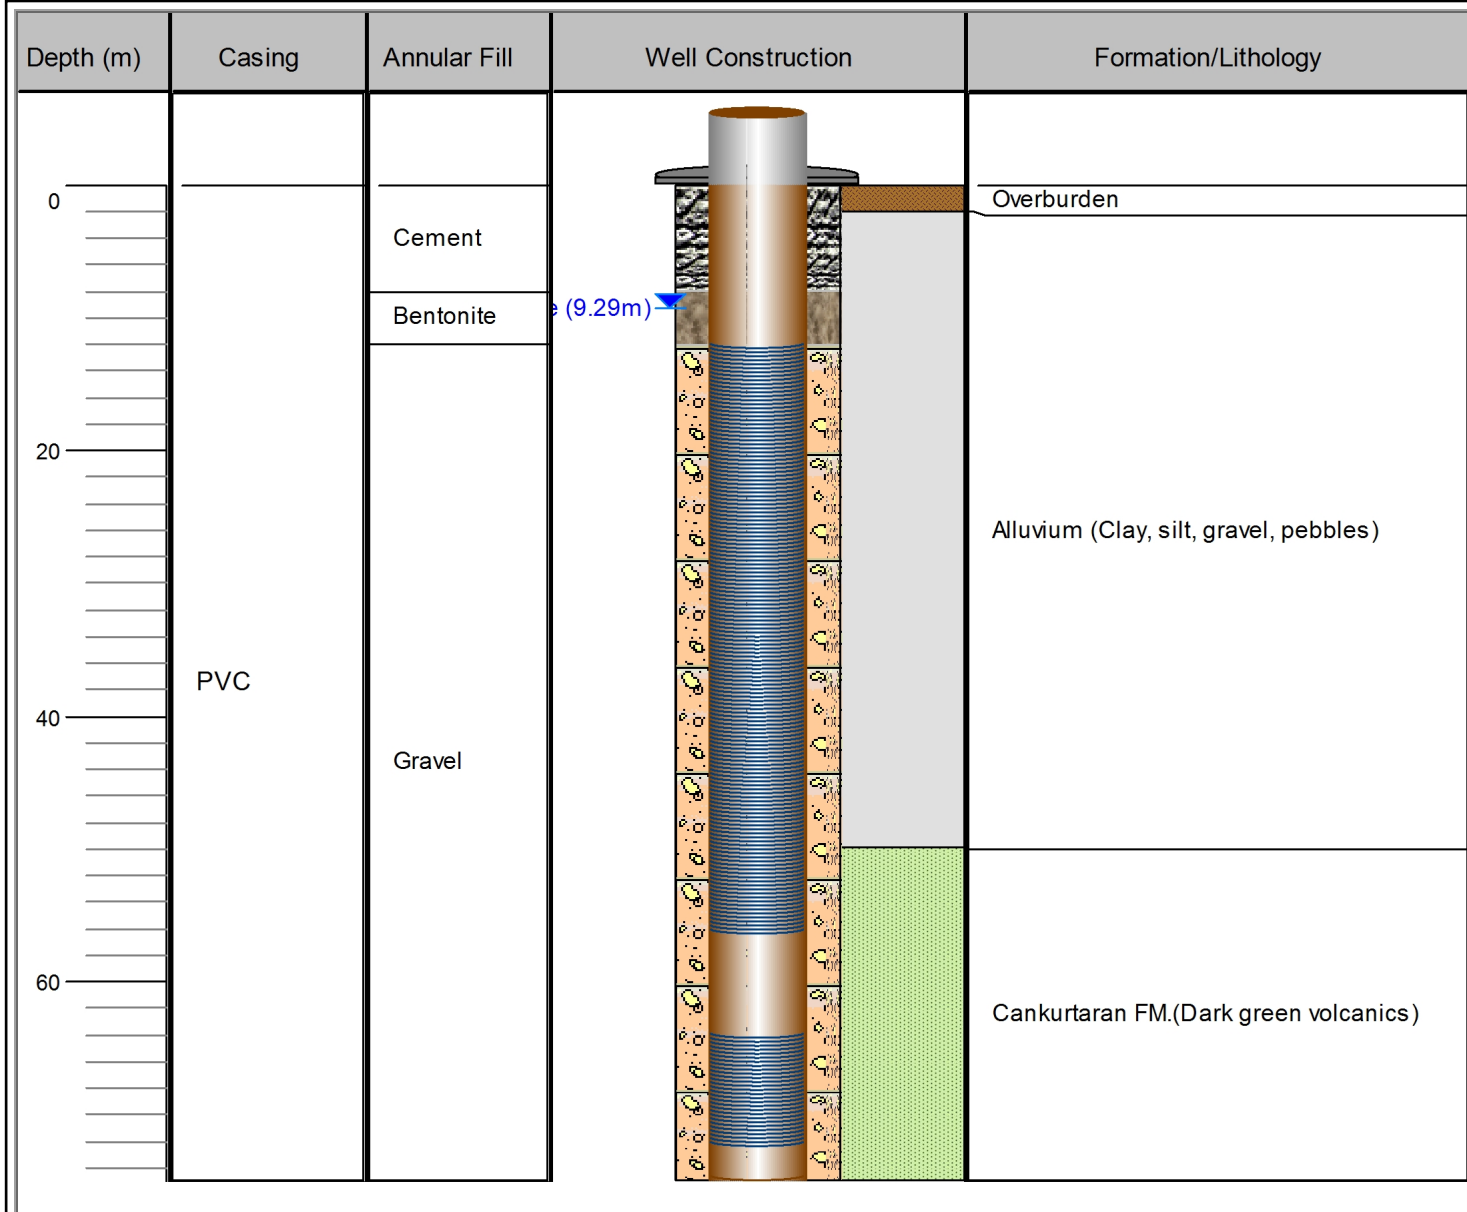 Depth (m) Casing Annular Fill Well Construction Formation/Lithology
0
Overburden
Cement
(9.29m)
Bentonite
20
Alluvium (Clay, silt, gravel, pebbles)
PVC
40
Gravel
60
Cankurtaran FM.(Dark green volcanics)